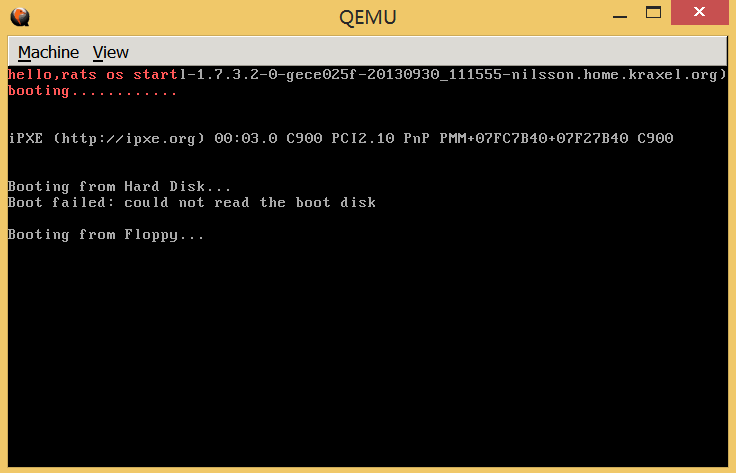 QEMU
Machine View
hello,rats os startl-1.7.3.2-0-gece025f-20130930_111555-nilsson.home.kraxel.org)
booting............
iPXE (http://ipxe.org) 00:03.0 C900 PCI2.10 PnP PMM+07FC7B40+07F27B40 C900
Booting from Hard Disk...
Boot failed: could not read the boot disk
Booting from Floppy...